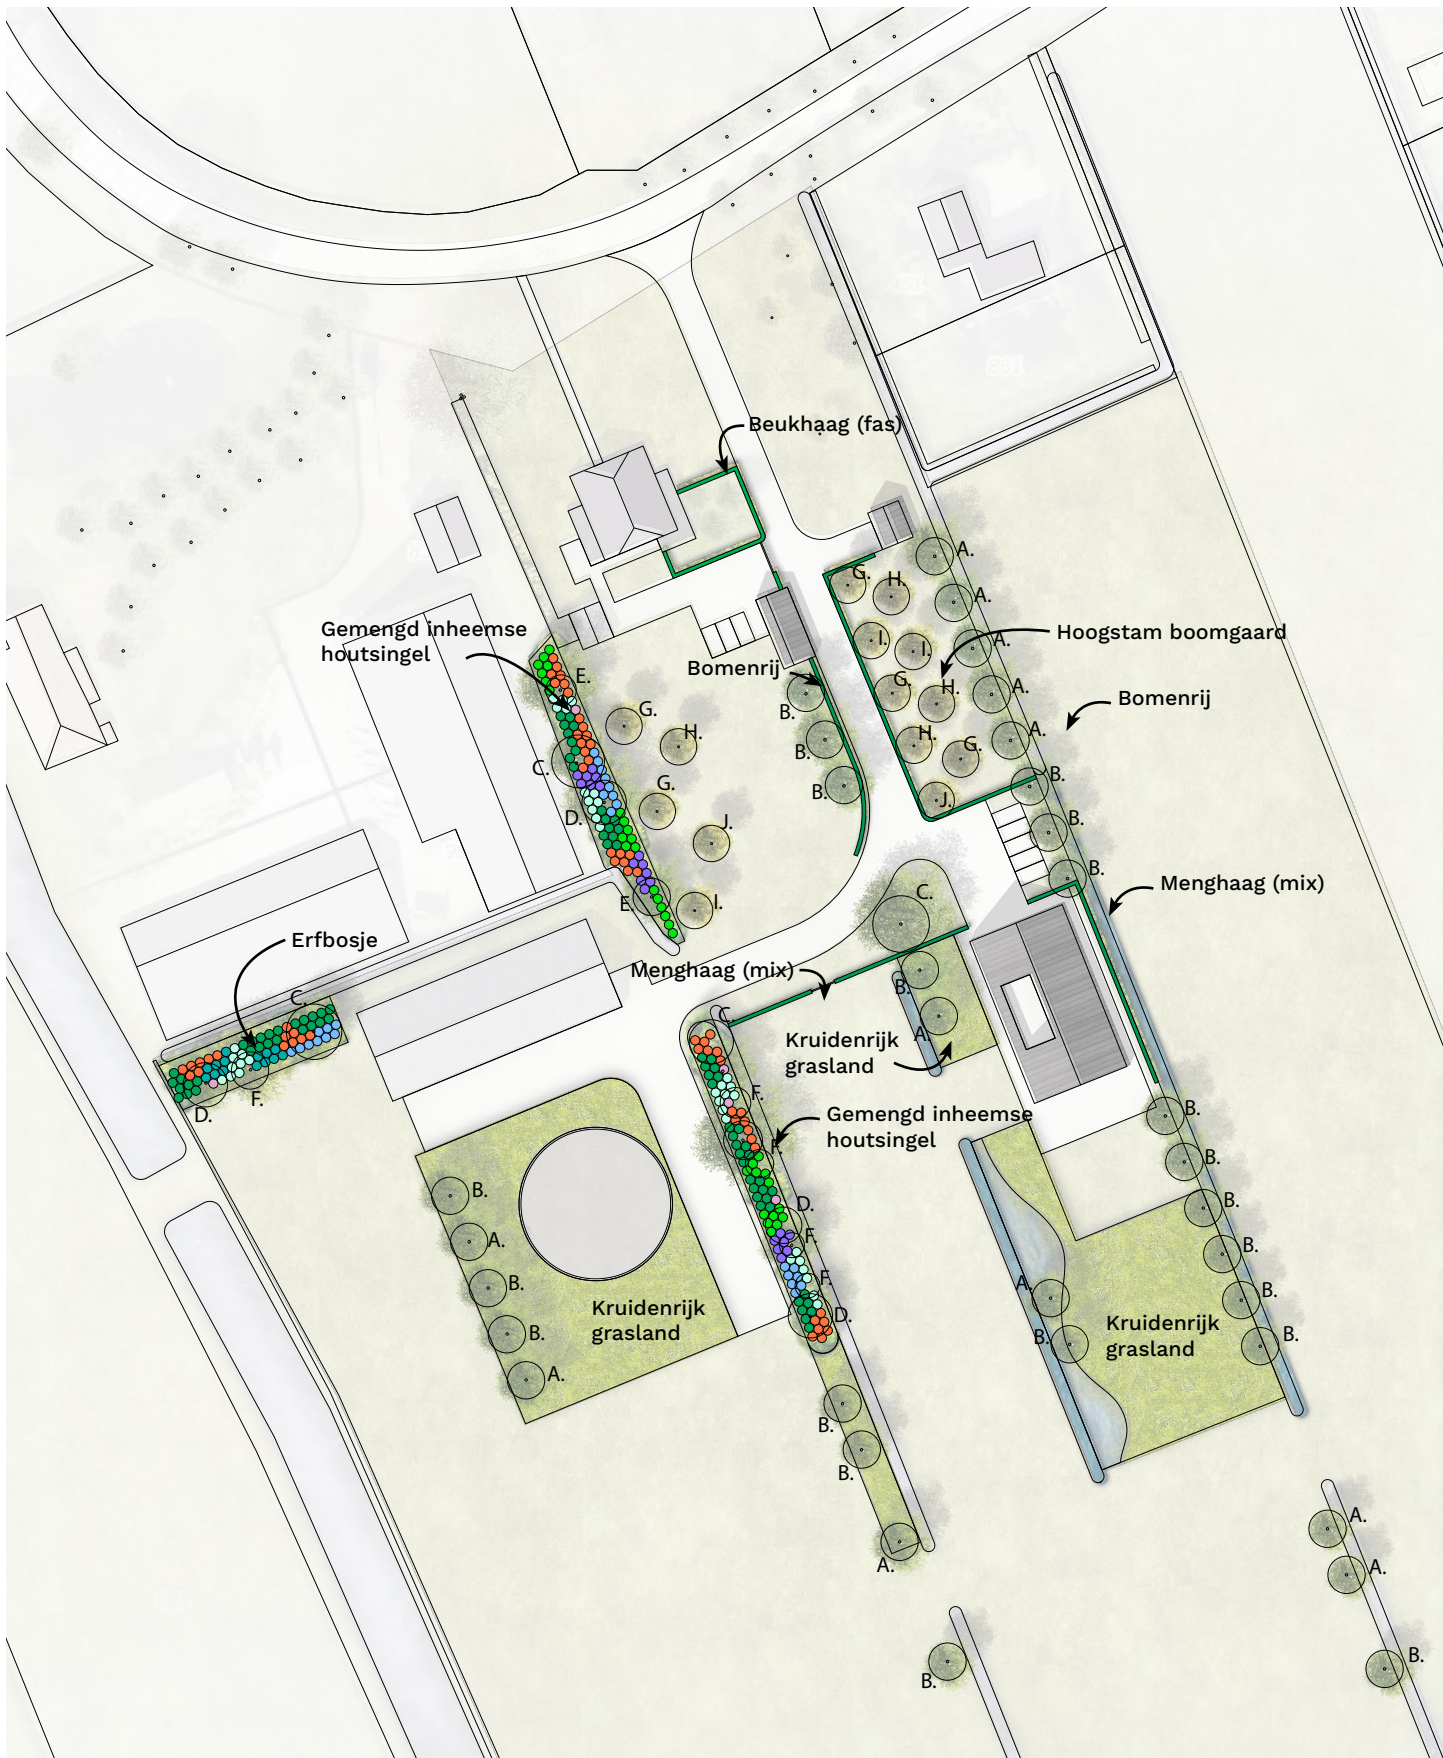 Beukhaag (fas)
A.
G.
H.
A.
Gemengd inheemse
houtsingel
Hoogstam boomgaard
I.
I.
A.
Bomenrij
E.
G.
H.
A.
Bomenrij
B.
G.
H.
H.
G.
A.
B.
C.
G.
B.
J.
B.
D.
J.
B.
B.
Menghaag (mix)
E.
I.
C.
Erfbosje
Menghaag (mix)
B.
C.
C.
A.
Kruidenrijk
grasland
D.
F.
F.
Gemengd inheemse
houtsingel
B.
F.
B.
B.
D.
B.
A.
F.
B.
B.
F.
A.
B.
Kruidenrijk
grasland
D.
Kruidenrijk
grasland
B.
B.
B.
A.
B.
B.
A.
A.
A.
B.
B.